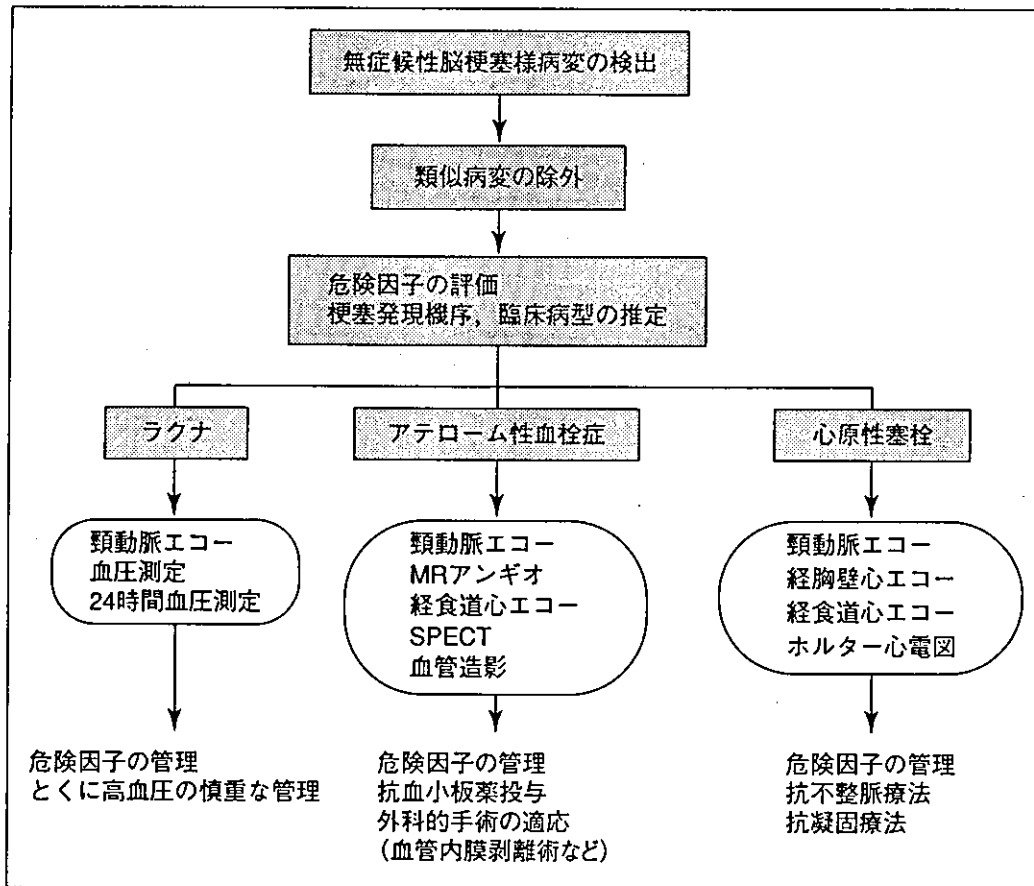 無症候性脳梗塞様病変の検出
類似病変の除外
危険因子の評価
梗塞発現機序，臨床病型の推定
ラクナ
頸動脈エコー
血圧測定
24時間血圧測定
危険因子の管理
とくに高血圧の慎重な管理
アテローム性血栓症
頸動脈エコー
MRアンギオ
経食道心エコー
SPECT
血管造影
危険因子の管理
抗血小板薬投与
外科的手術の適応
（血管内膜剥離術など）
心原性塞栓
頸動脈エコー
経胸壁心エコー
経食道心エコー
ホルター心電図
危険因子の管理
抗不整脈療法
抗凝固療法